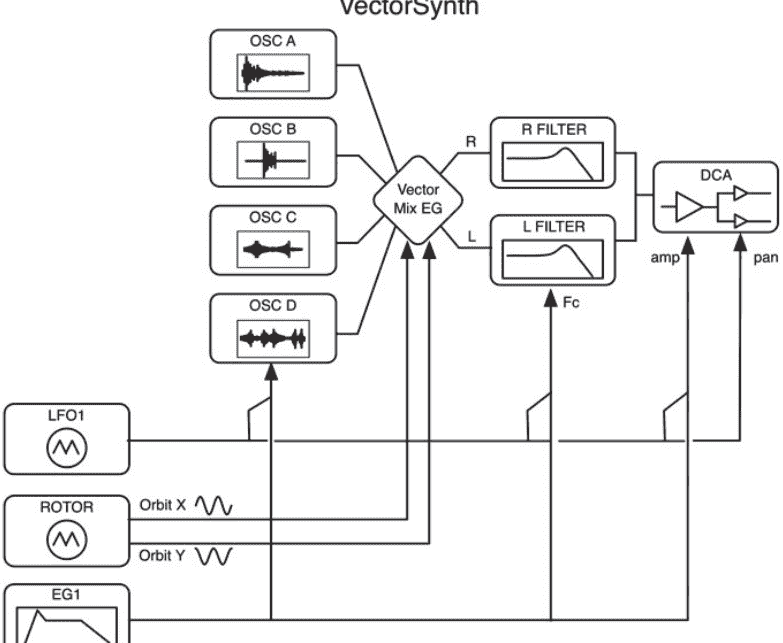 VectorSynth
OSC A
OSC B
OSC C
OSC D
Vector
Mix EG
R
L
R FILTER
L FILTER
DCA
amp
pan
Fc
LFO1
ROTOR
Orbit X
Orbit Y
EG1